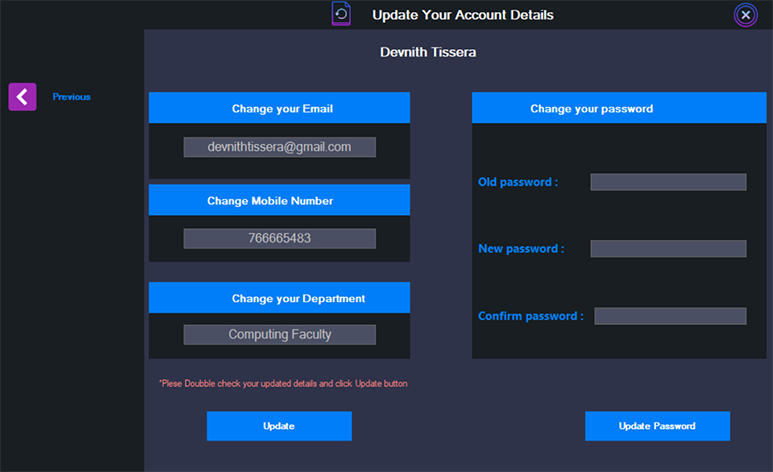 Update Your Account Details
Devnith Tissera
Previous
Change your Email
devnithtissera@gmail.com
Change Mobile Number
766665483
Change your Department
Computing Faculty
*Plese Doubble check your updated details and click Update button
Update
Change your password
Old password :
New password :
Confirm password :
Update Password